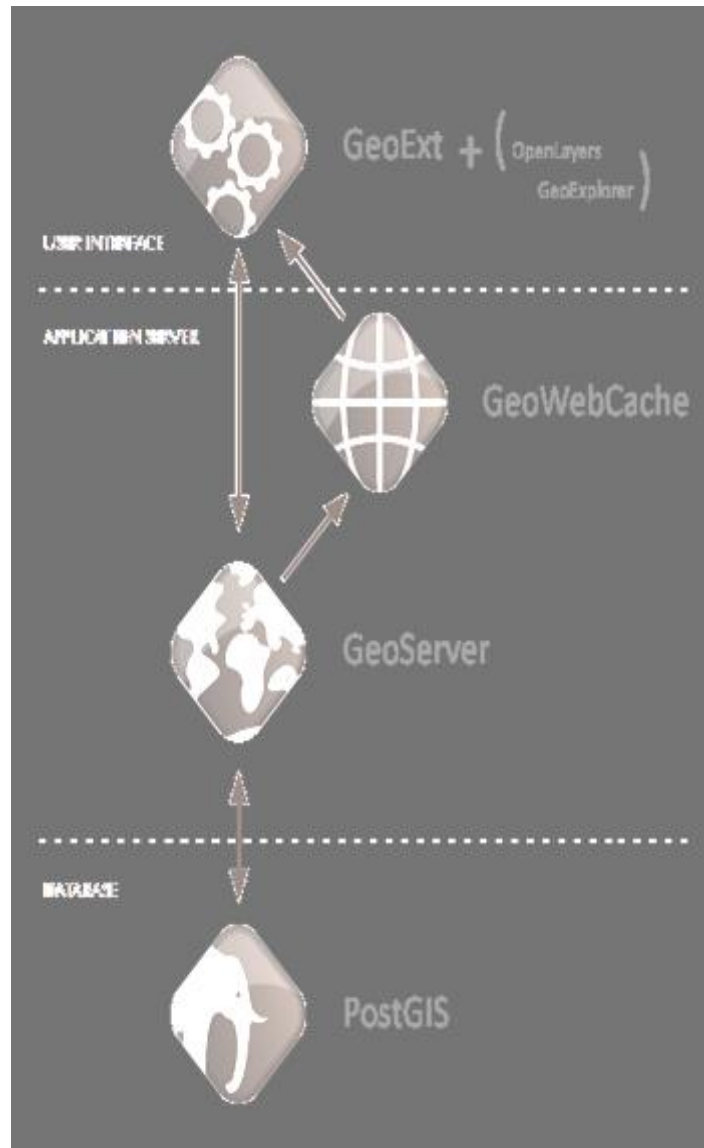 GeoExt + (
OpenLayers
GeoExplorer )
USER INTERFACE
APPLICATION SERVER
GeoWebCache
GeoServer
DATABASE
PostGIS